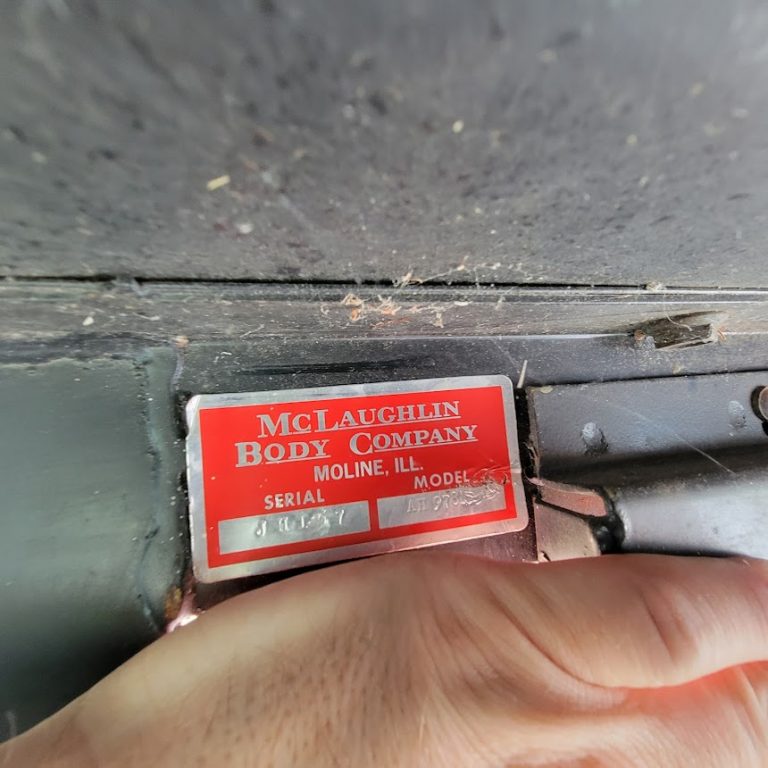 McLAUGHLIN
BODY COMPANY
MOLINE, ILL.
SERIAL MODEL